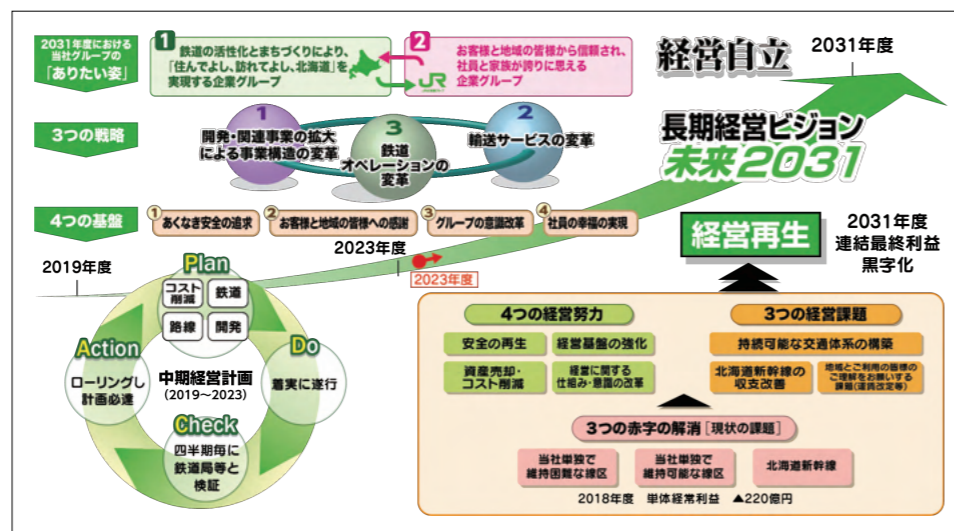 2031年度における
当社グループの
「ありたい姿」
1
鉄道の活性化とまちづくりにより、
「住んでよし、訪れてよし、北海道」を
実現する企業グループ
JR
2
お客様と地域の皆様から信頼され、
社員と家族が誇りに思える
企業グループ
経営自立
2031年度
3つの戦略
1
開発・関連事業の拡大
による事業構造の変革
3
鉄道
オペレーションの
変革
2
輸送サービスの変革
長期経営ビジョン
未来2031
4つの基盤
①あくなき安全の追求
②お客様と地域の皆様への感謝
③グループの意識改革
④社員の幸福の実現
2019年度
2023年度
2023年度
経営再生
2031年度
連結最終利益
黒字化
Plan
コスト
削減
鉄道
路線
開発
Action
ローリングし
計画必達
中期経営計画
(2019～2023)
Do
着実に遂行
Check
四半期毎に
鉄道局等と
検証
4つの経営努力
安全の再生
経営基盤の強化
資産売却・
コスト削減
経営に関する
仕組み・意識の改革
3つの経営課題
持続可能な交通体系の構築
北海道新幹線の
収支改善
地域とご利用の皆様の
ご理解をお願いする
課題(運賃改定等)
3つの赤字の解消［現状の課題］
当社単独で
維持困難な線区
当社単独で
維持可能な線区
北海道新幹線
2018年度 単体経常利益 ▲220億円